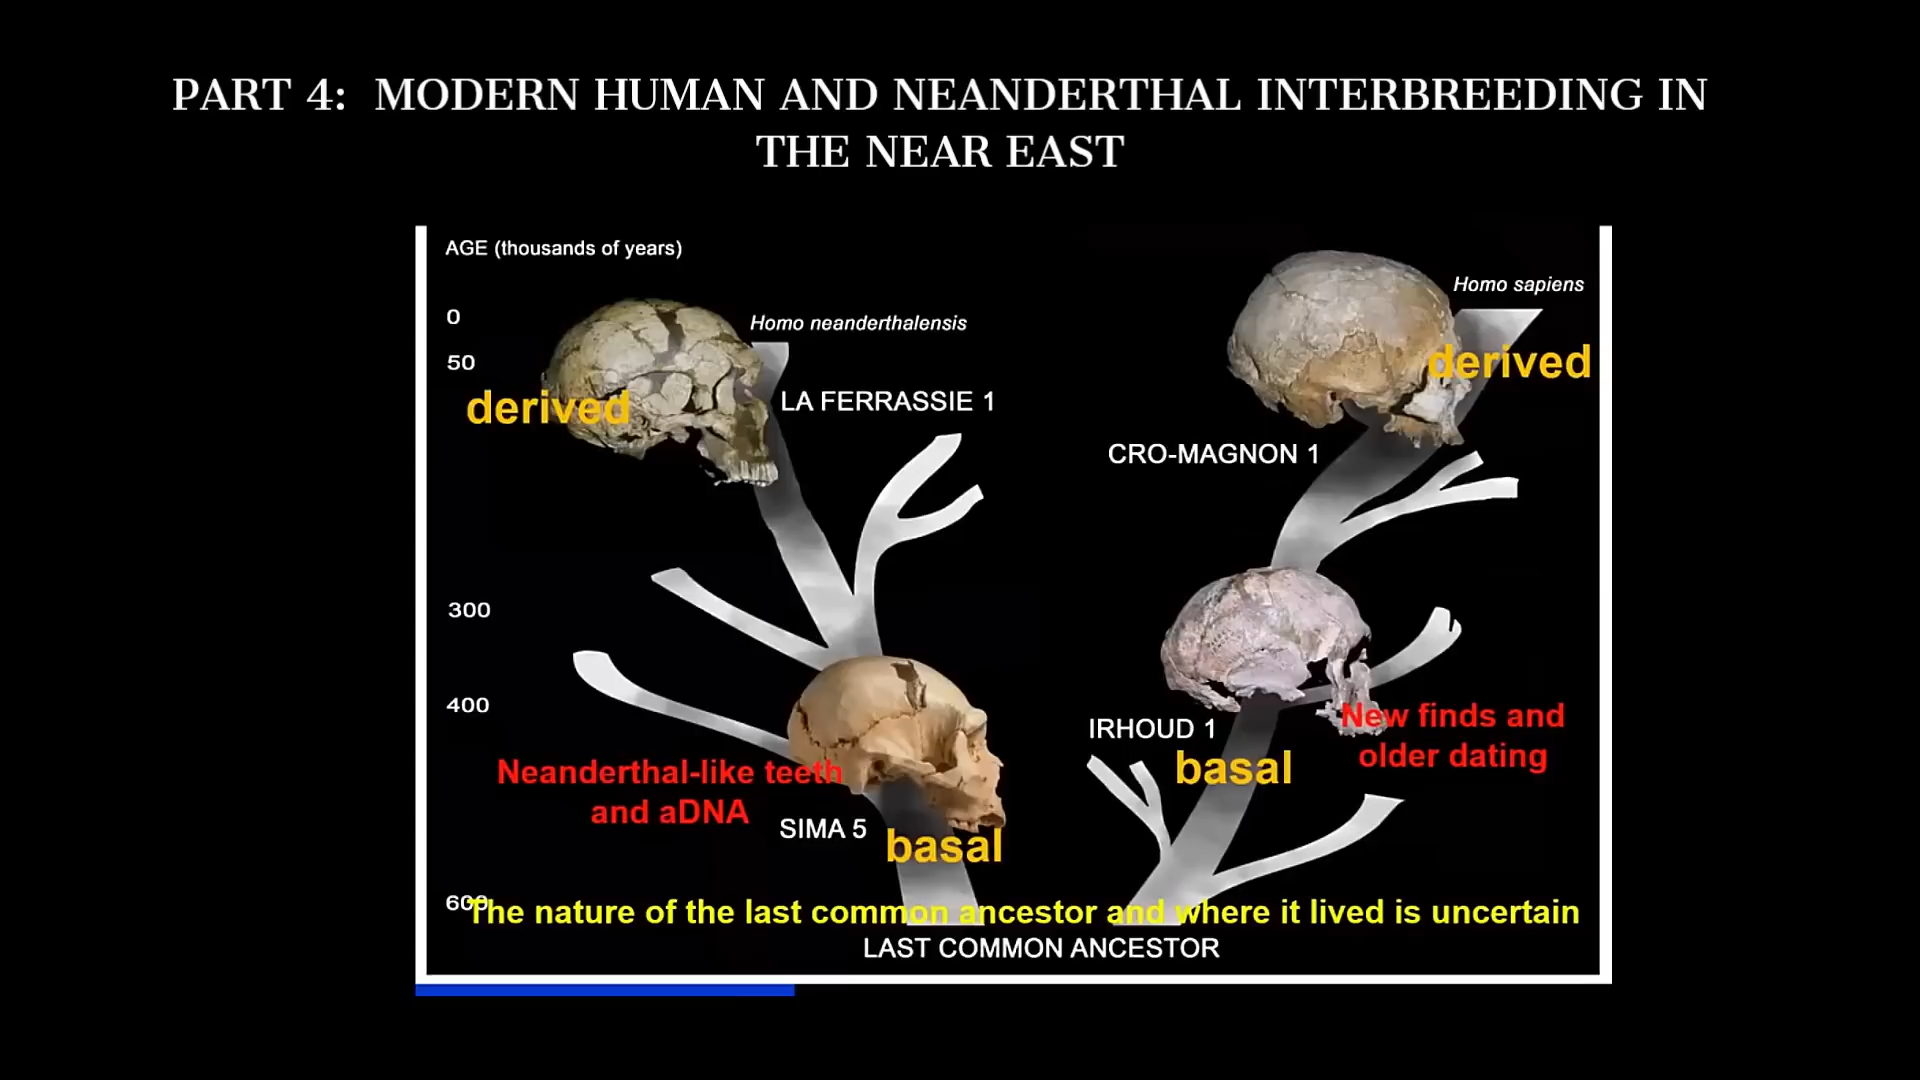 PART 4: MODERN HUMAN AND NEANDERTHAL INTERBREEDING IN
THE NEAR EAST
AGE (thousands of years)
Homo sapiens
0
Homo neanderthalensis
50
derived
derived
LA FERRASSIE 1
CRO-MAGNON 1
300
400
New finds and
older dating
IRHOUD 1
basal
Neanderthal-like teeth
and aDNA
SIMA 5
basal
600
The nature of the last common ancestor and where it lived is uncertain
LAST COMMON ANCESTOR